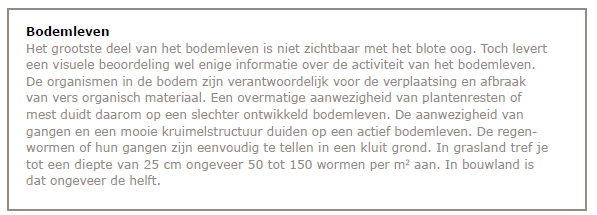 Bodemleven
Het grootste deel van het bodemleven is niet zichtbaar met het blote oog. Toch levert
een visuele beoordeling wel enige informatie over de activiteit van het bodemleven.
De organismen in de bodem zijn verantwoordelijk voor de verplaatsing en afbraak
van vers organisch materiaal. Een overmatige aanwezigheid van plantenresten of
mest duidt daarom op een slechter ontwikkeld bodemleven. De aanwezigheid van
gangen en een mooie kruimelstructuur duiden op een actief bodemleven. De regen-
wormen of hun gangen zijn eenvoudig te tellen in een kluit grond. In grasland tref je
tot een diepte van 25 cm ongeveer 50 tot 150 wormen per m² aan. In bouwland is
dat ongeveer de helft.